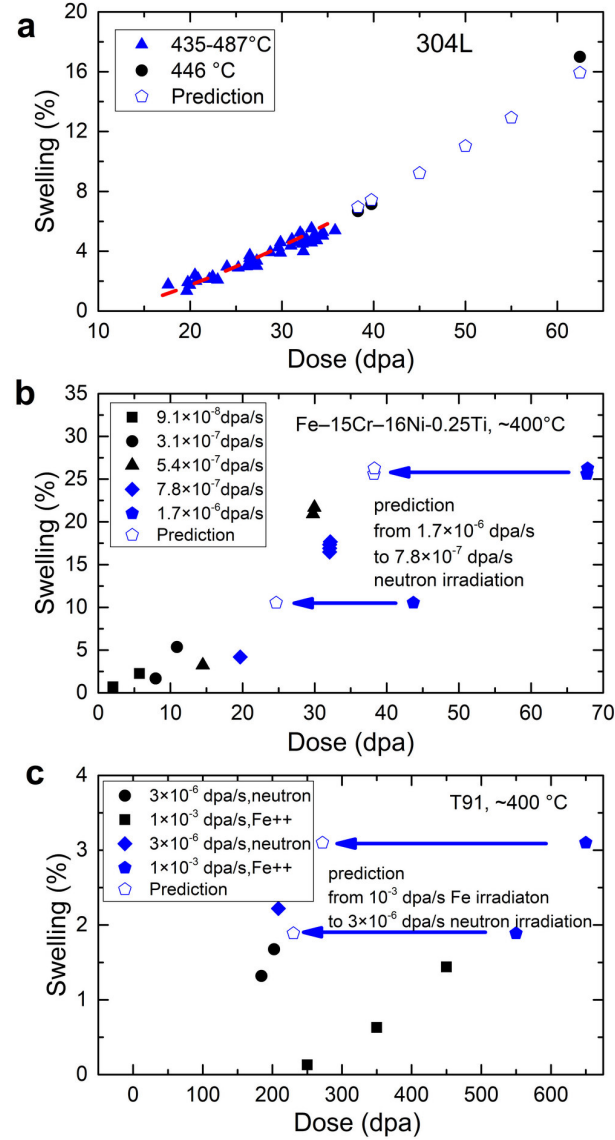 a
304L
435-487°C
446 °C
Prediction
20
16
12
8
4
0
Swelling (%)
10 20 30 40 50 60
Dose (dpa)
b
Fe–15Cr–16Ni-0.25Ti, ~400°C
9.1×10⁻⁸dpa/s
3.1×10⁻⁷dpa/s
5.4×10⁻⁷dpa/s
7.8×10⁻⁷dpa/s
1.7×10⁻⁶dpa/s
Prediction
prediction
from 1.7×10⁻⁶ dpa/s
to 7.8×10⁻⁷ dpa/s
neutron irradiation
35
30
25
20
15
10
5
0
Swelling (%)
0 10 20 30 40 50 60 70
Dose (dpa)
c
T91, ~400 °C
3×10⁻⁶ dpa/s,neutron
1×10⁻³ dpa/s,Fe++
3×10⁻⁶ dpa/s,neutron
1×10⁻³ dpa/s,Fe++
Prediction
prediction
from 10⁻³ dpa/s Fe irradiaton
to 3×10⁻⁶ dpa/s neutron irradiation
4
3
2
1
0
Swelling (%)
0 100 200 300 400 500 600
Dose (dpa)